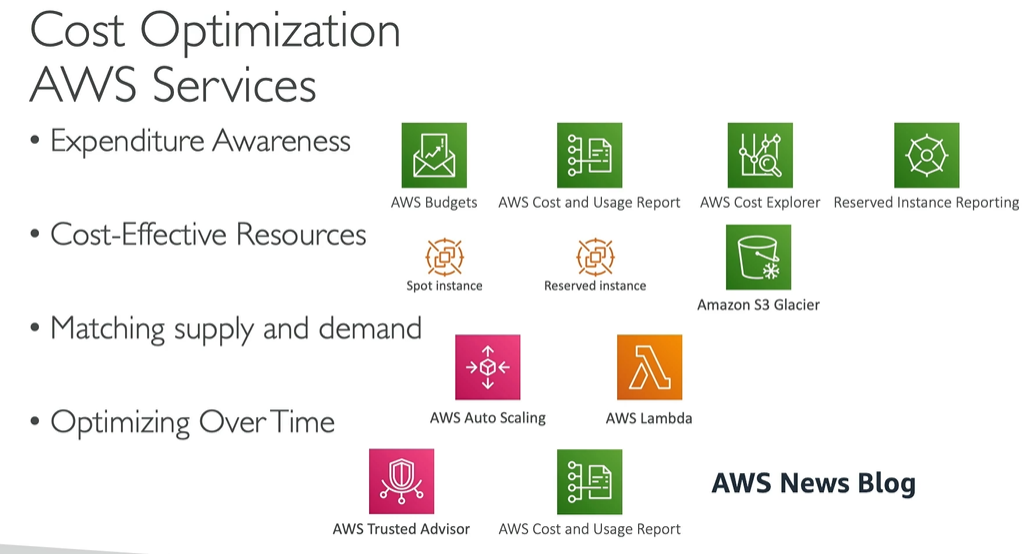 Cost Optimization
AWS Services
• Expenditure Awareness
AWS Budgets
AWS Cost and Usage Report
AWS Cost Explorer
Reserved Instance Reporting
• Cost-Effective Resources
Spot instance
Reserved instance
Amazon S3 Glacier
• Matching supply and demand
AWS Auto Scaling
AWS Lambda
• Optimizing Over Time
AWS Trusted Advisor
AWS Cost and Usage Report
AWS News Blog